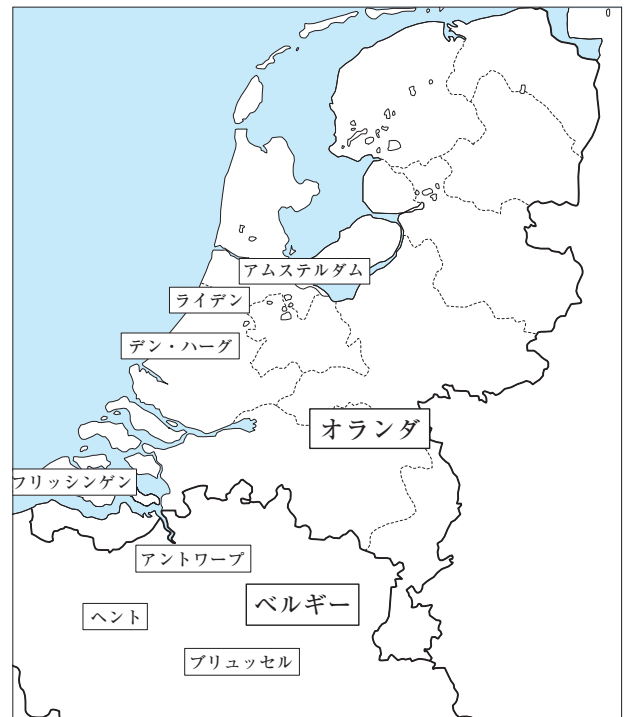 アムステルダム
ライデン
デン・ハーグ
オランダ
フリッシンゲン
アントワープ
ベルギー
ヘント
ブリュッセル